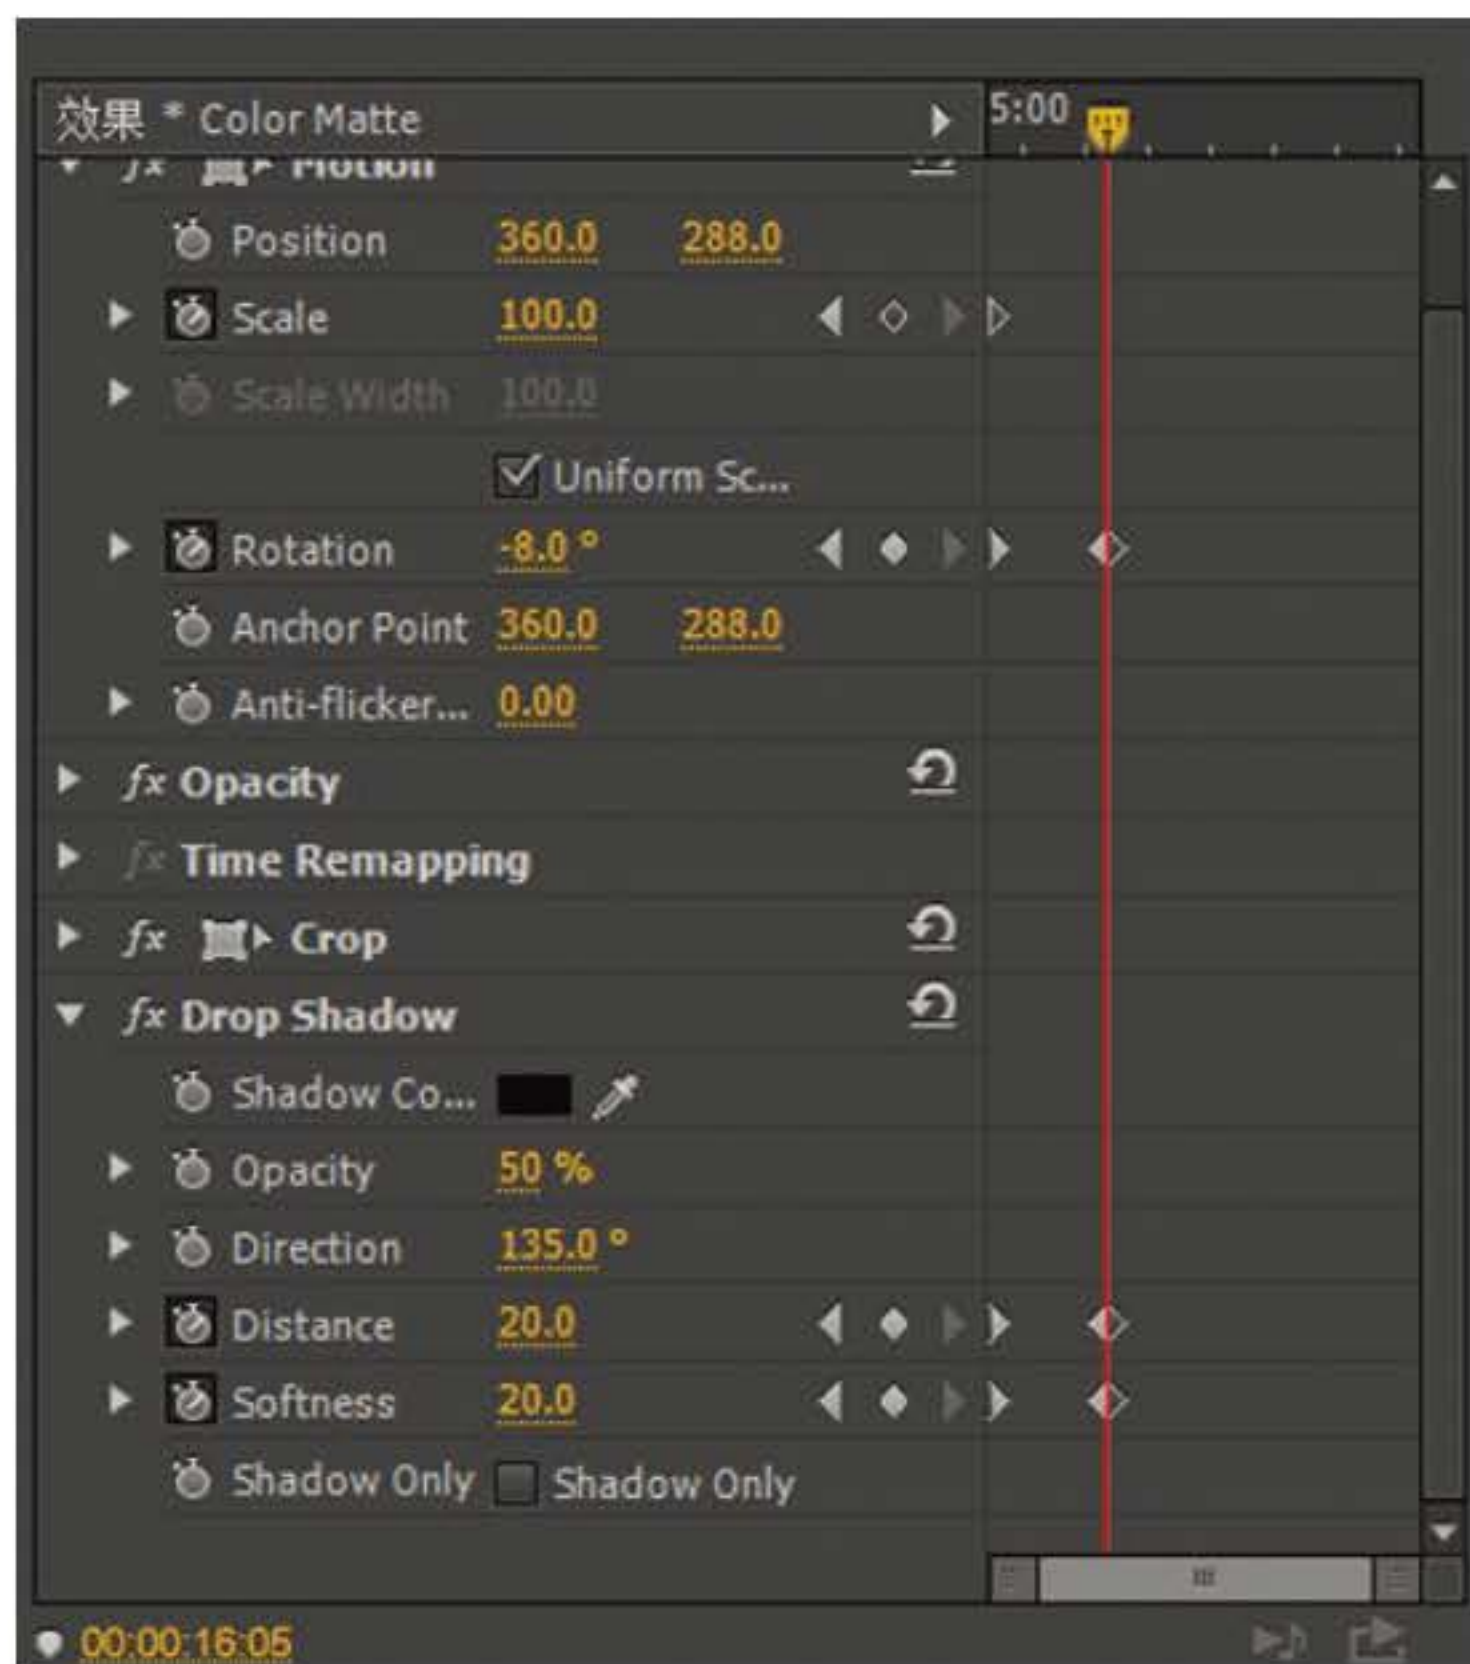 效果 * Color Matte
5:00
fx Motion
Position 360.0 288.0
Scale 100.0
Scale Width 100.0
Uniform Sc...
Rotation -8.0 °
Anchor Point 360.0 288.0
Anti-flicker... 0.00
fx Opacity
fx Time Remapping
fx Crop
fx Drop Shadow
Shadow Co...
Opacity 50 %
Direction 135.0 °
Distance 20.0
Softness 20.0
Shadow Only Shadow Only
00:00:16:05